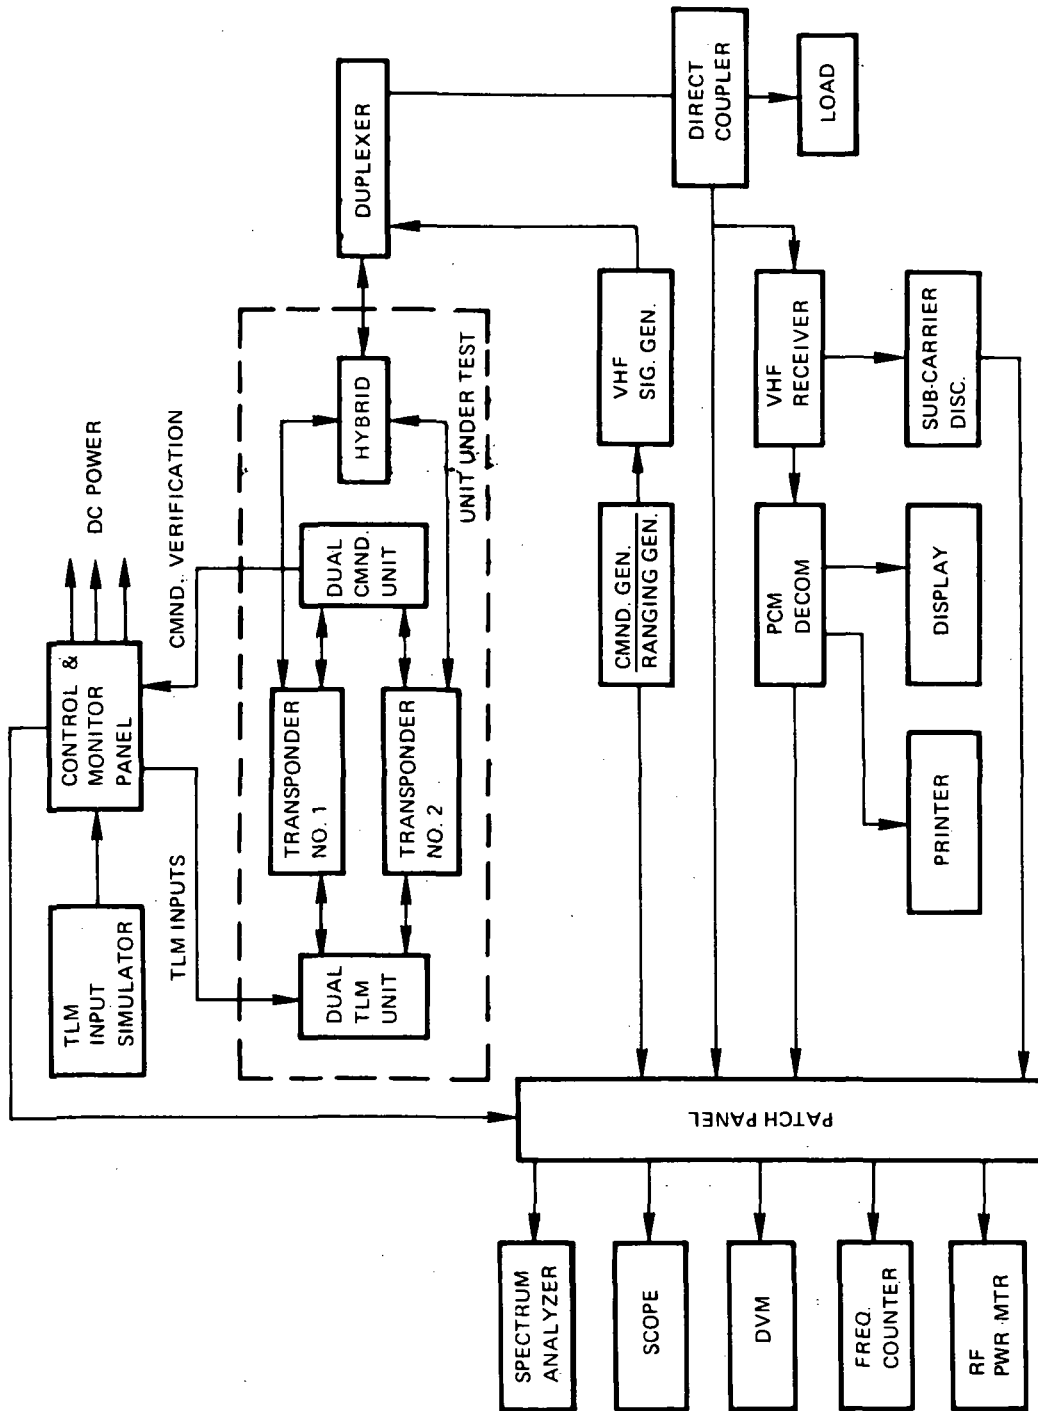 TLM
INPUT
SIMULATOR
CONTROL &
MONITOR
PANEL
DC POWER
TLM INPUTS
CMND. VERIFICATION
DUAL
TLM
UNIT
TRANSPONDER
NO. 1
TRANSPONDER
NO. 2
DUAL
CMND.
UNIT
HYBRID
UNIT UNDER TEST
DUPLEXER
SPECTRUM
ANALYZER
SCOPE
DVM
FREQ.
COUNTER
RF
PWR MTR
PATCH PANEL
CMND. GEN.
RANGING GEN.
VHF
SIG. GEN.
DIRECT
COUPLER
LOAD
PCM
DECOM
VHF
RECEIVER
PRINTER
DISPLAY
SUB-CARRIER
DISC.